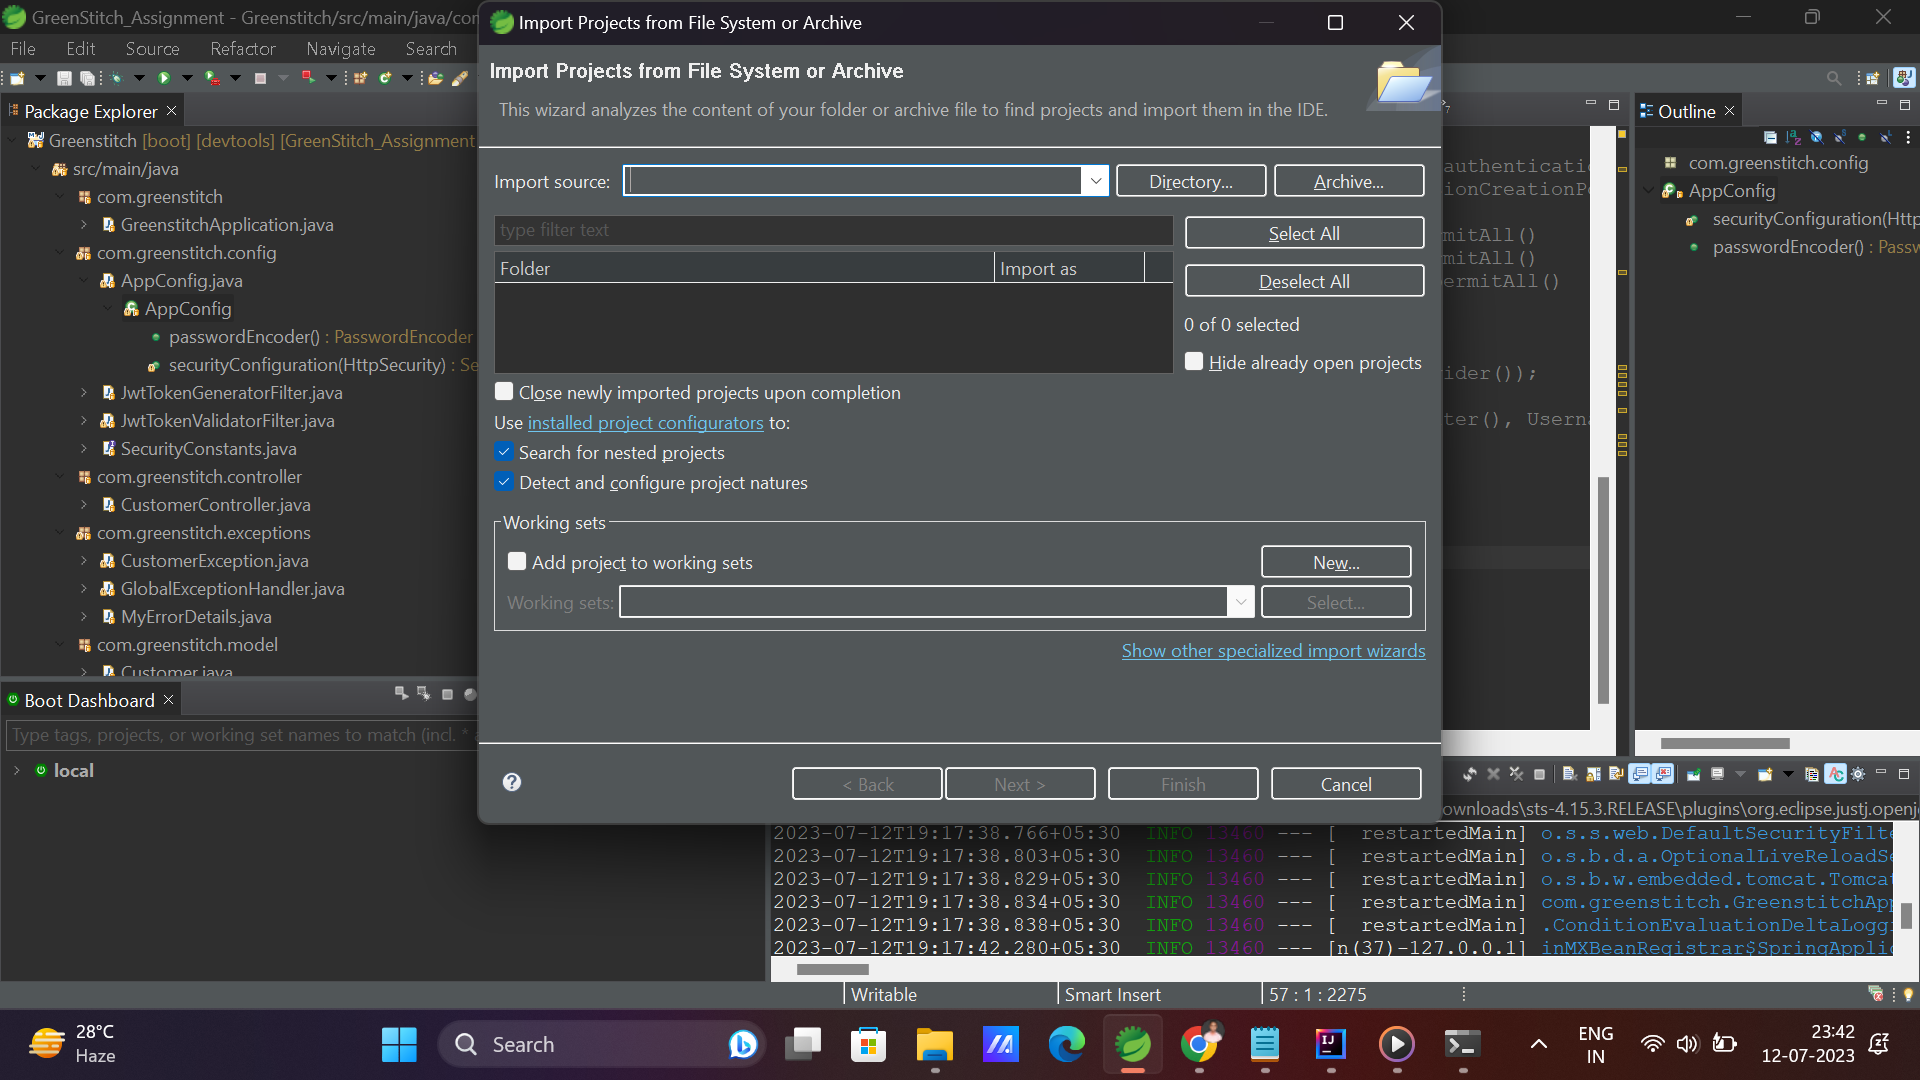 GreenStitch_Assignment - Greenstitch/src/main/java/con
File Edit Source Refactor Navigate Search
Package Explorer
Greenstitch [boot] [devtools] [GreenStitch_Assignment
src/main/java
com.greenstitch
GreenstitchApplication.java
com.greenstitch.config
AppConfig.java
AppConfig
passwordEncoder() : PasswordEncoder
securityConfiguration(HttpSecurity) : Se
JwtTokenGeneratorFilter.java
JwtTokenValidatorFilter.java
SecurityConstants.java
com.greenstitch.controller
CustomerController.java
com.greenstitch.exceptions
CustomerException.java
GlobalExceptionHandler.java
MyErrorDetails.java
com.greenstitch.model
Customer.java
Boot Dashboard
Type tags, projects, or working set names to match (incl. *
local
Import Projects from File System or Archive
Import Projects from File System or Archive
This wizard analyzes the content of your folder or archive file to find projects and import them in the IDE.
Import source:
Directory...
Archive...
type filter text
Select All
Folder
Import as
Deselect All
0 of 0 selected
Hide already open projects
Close newly imported projects upon completion
Use installed project configurators to:
Search for nested projects
Detect and configure project natures
Working sets
Add project to working sets
New...
Working sets:
Select...
Show other specialized import wizards
< Back
Next >
Finish
Cancel
authenticati
ionCreationPo
mitAll()
mitAll()
ermitAll()
ider());
ter(), Userna
Outline
com.greenstitch.config
AppConfig
securityConfiguration(Http
passwordEncoder() : Passw
ownloads\sts-4.15.3.RELEASE\plugins\org.eclipse.justj.openj
2023-07-12T19:17:38.766+05:30 INFO 13460 --- [ restartedMain] o.s.s.web.DefaultSecurityFilte
2023-07-12T19:17:38.803+05:30 INFO 13460 --- [ restartedMain] o.s.b.d.a.OptionalLiveReloadSe
2023-07-12T19:17:38.829+05:30 INFO 13460 --- [ restartedMain] o.s.b.w.embedded.tomcat.Tomcat
2023-07-12T19:17:38.834+05:30 INFO 13460 --- [ restartedMain] com.greenstitch.GreenstitchApp
2023-07-12T19:17:38.838+05:30 INFO 13460 --- [ restartedMain] .ConditionEvaluationDeltaLoggi
2023-07-12T19:17:42.280+05:30 INFO 13460 --- [n(37)-127.0.0.1] inMXBeanRegistrar$SpringApplic
Writable
Smart Insert
57 : 1 : 2275
28°C
Haze
Search
ENG
IN
23:42
12-07-2023